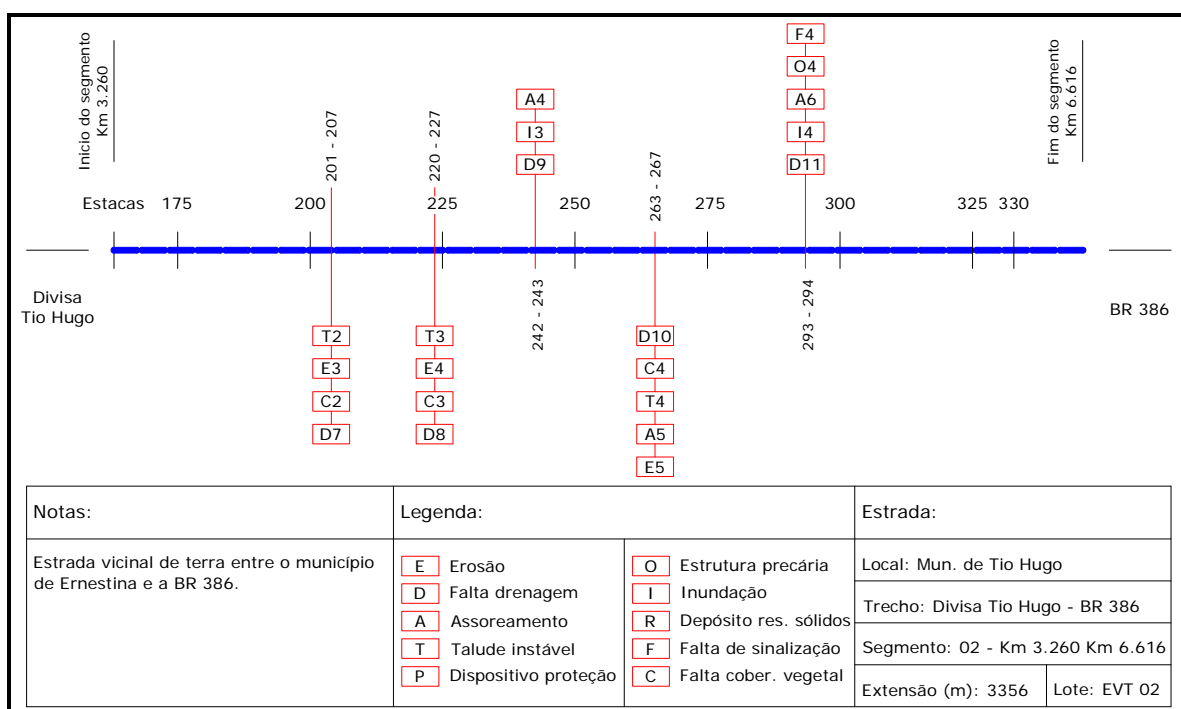 Inicio do segmento
Km 3.260
201 - 207
220 - 227
A4
I3
D9
263 - 267
F4
O4
A6
I4
D11
Fim do segmento
Km 6.616
Estacas 175 200 225 250 275 300 325 330
Divisa
Tio Hugo
BR 386
T2
E3
C2
D7
T3
E4
C3
D8
242 - 243
D10
C4
T4
A5
E5
293 - 294
Notas:
Estrada vicinal de terra entre o município
de Ernestina e a BR 386.
Legenda:
E Erosão
D Falta drenagem
A Assoreamento
T Talude instável
P Dispositivo proteção
O Estrutura precária
I Inundação
R Depósito res. sólidos
F Falta de sinalização
C Falta cober. vegetal
Estrada:
Local: Mun. de Tio Hugo
Trecho: Divisa Tio Hugo - BR 386
Segmento: 02 - Km 3.260 Km 6.616
Extensão (m): 3356
Lote: EVT 02